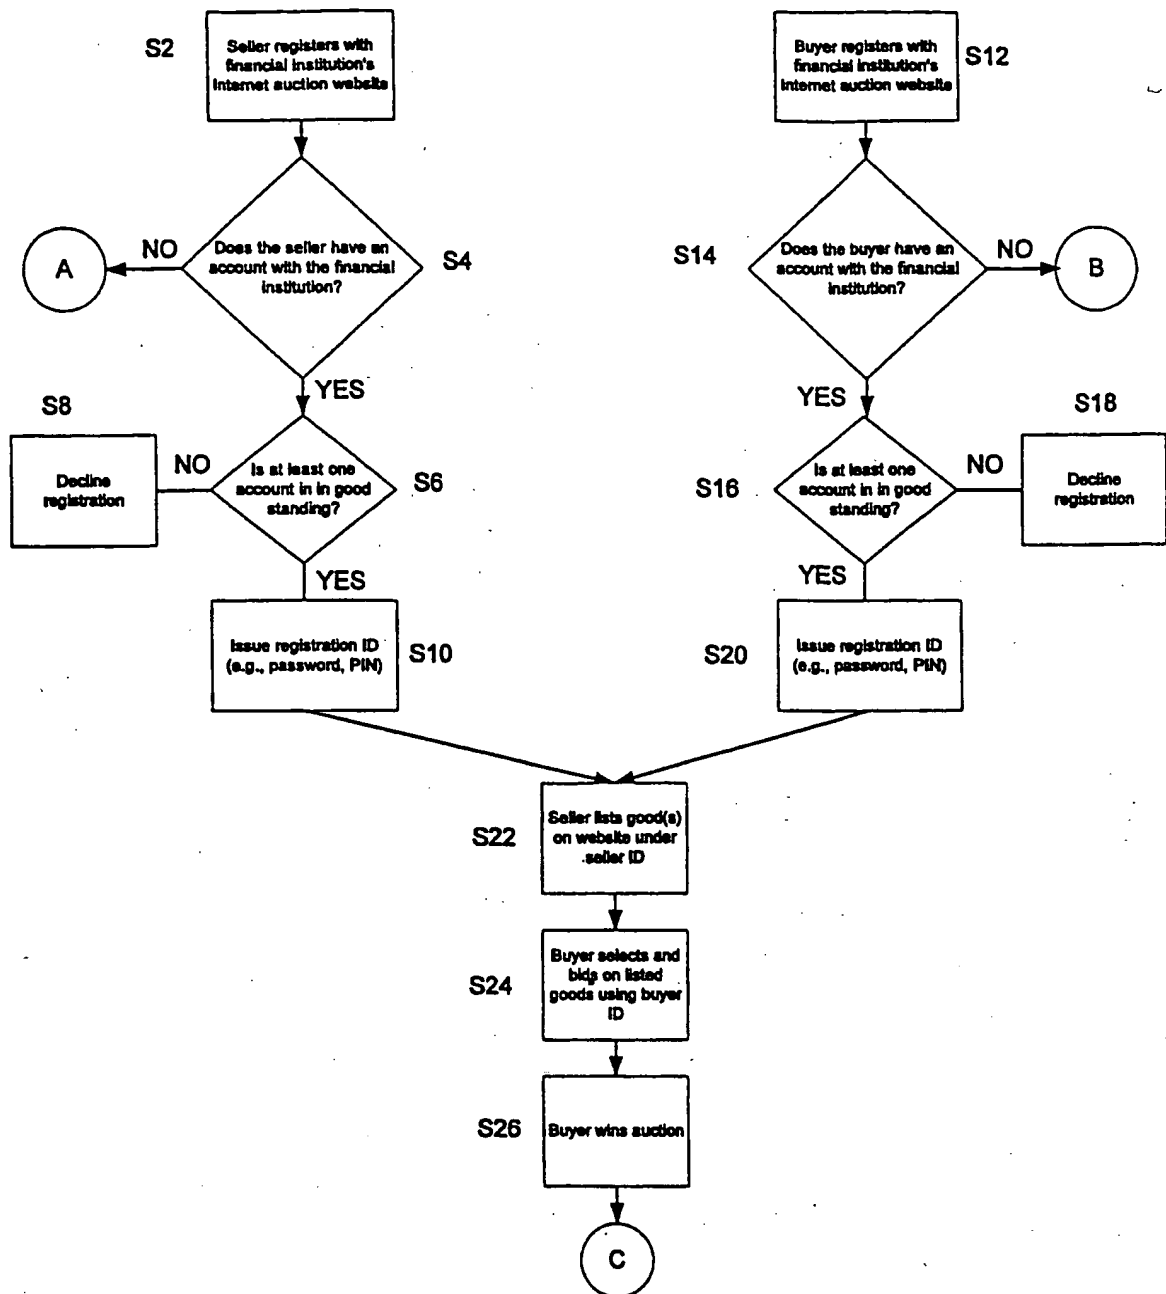 S2
Seller registers with
financial institution's
Internet auction website
Buyer registers with
financial institution's
Internet auction website
S12
A
NO
Does the seller have an
account with the financial
institution?
S4
S14
Does the buyer have an
account with the financial
institution?
NO
B
YES
YES
S8
Decline
registration
NO
Is at least one
account in in good
standing?
S6
S16
Is at least one
account in in good
standing?
NO
S18
Decline
registration
YES
YES
Issue registration ID
(e.g., password, PIN)
S10
S20
Issue registration ID
(e.g., password, PIN)
S22
Seller lists good(s)
on website under
seller ID
S24
Buyer selects and
bids on listed
goods using buyer
ID
S26
Buyer wins auction
C